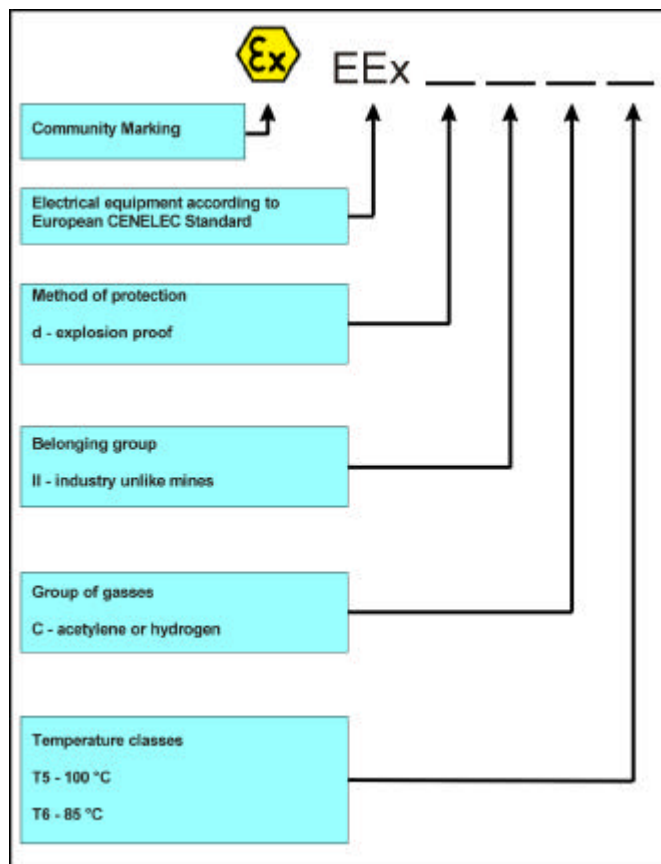 Ex
EEx _ _ _ _
Community Marking
Electrical equipment according to
European CENELEC Standard
Method of protection
d - explosion proof
Belonging group
II - industry unlike mines
Group of gasses
C - acetylene or hydrogen
Temperature classes
T5 - 100 °C
T6 - 85 °C